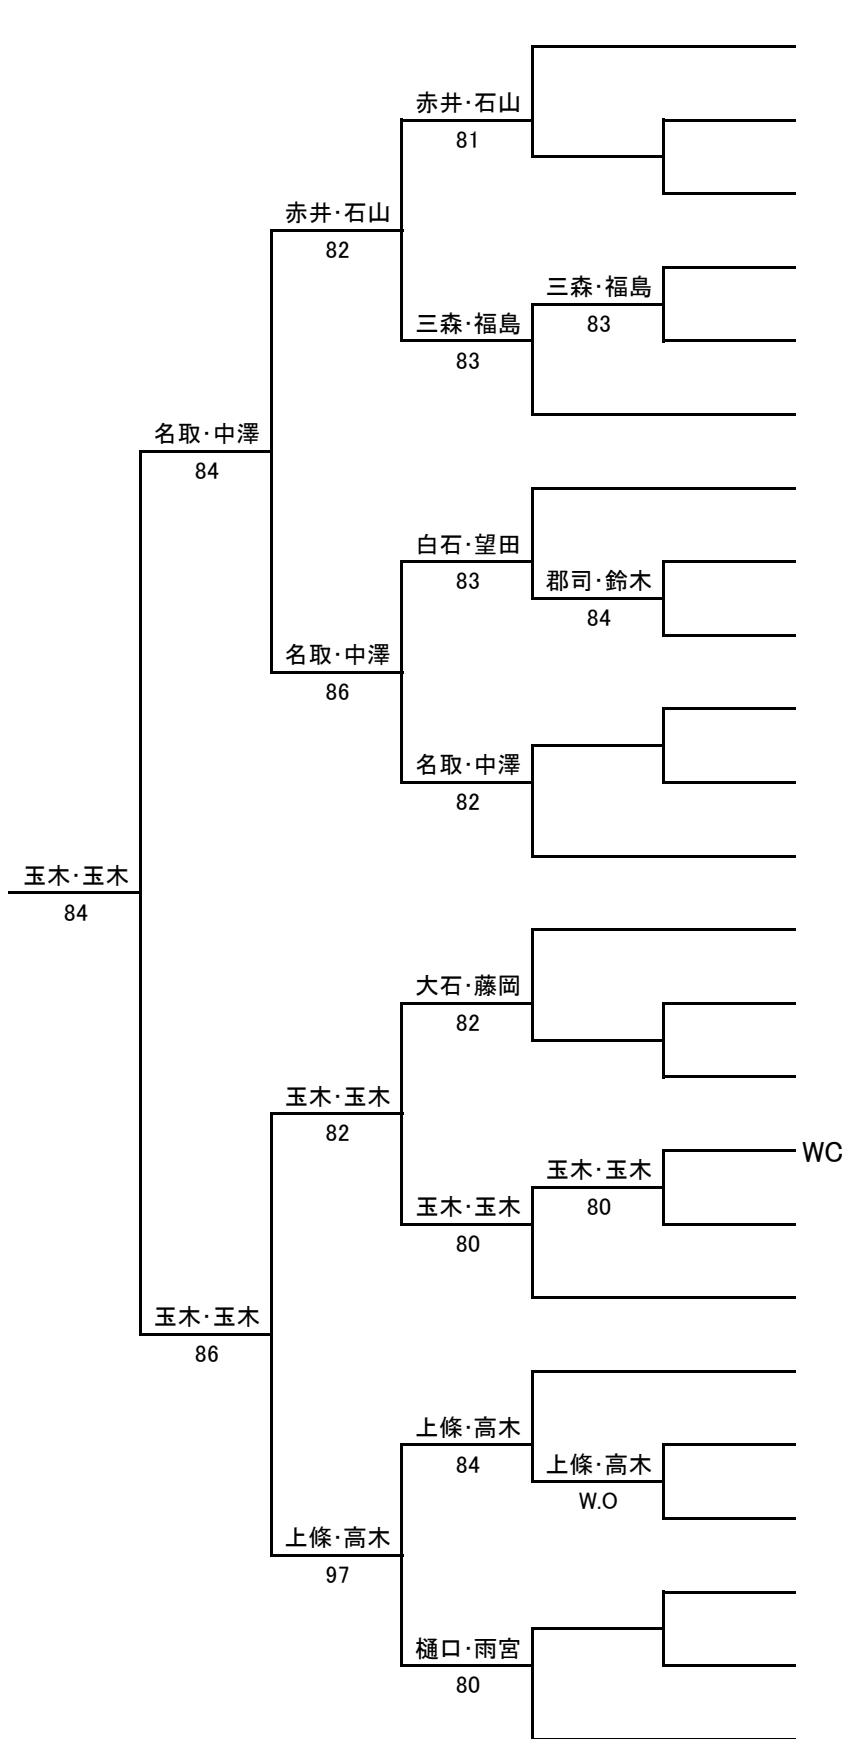 赤井・石山
81
赤井・石山
82
三森・福島
83
三森・福島
83
名取・中澤
84
白石・望田
83
郡司・鈴木
84
名取・中澤
86
名取・中澤
82
玉木・玉木
84
大石・藤岡
82
玉木・玉木
82
WC
玉木・玉木
80
玉木・玉木
80
玉木・玉木
86
上條・高木
84
上條・高木
W.O
上條・高木
97
樋口・雨宮
80